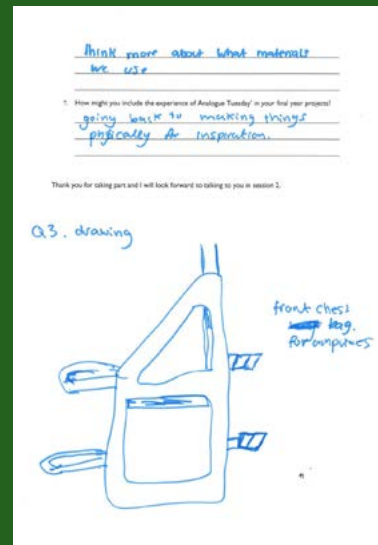 think more about what materials
we use
?. How might you include the experience of Analogue Tuesday' in your final year projects?
going back to making things
physically for inspiration.
Thank you for taking part and I will look forward to talking to you in session 2.
Q3. drawing
front chest
bag.
for amputees